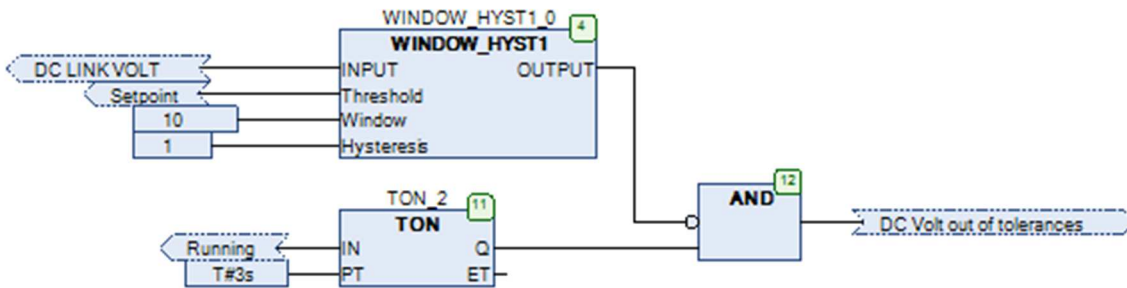 WINDOW_HYST1_0
4
WINDOW_HYST1
DC LINK VOLT
INPUT
OUTPUT
Setpoint
Threshold
10
Window
1
Hysteresis
TON_2
11
TON
Running
IN
Q
T#3s
PT
ET
12
AND
DC Volt out of tolerances